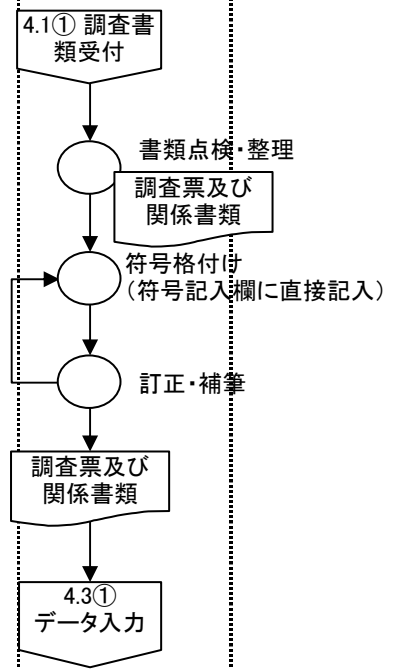 4.1① 調査書
類受付
書類点検・整理
調査票及び
関係書類
符号格付け
（符号記入欄に直接記入）
訂正・補筆
調査票及び
関係書類
4.3①
データ入力